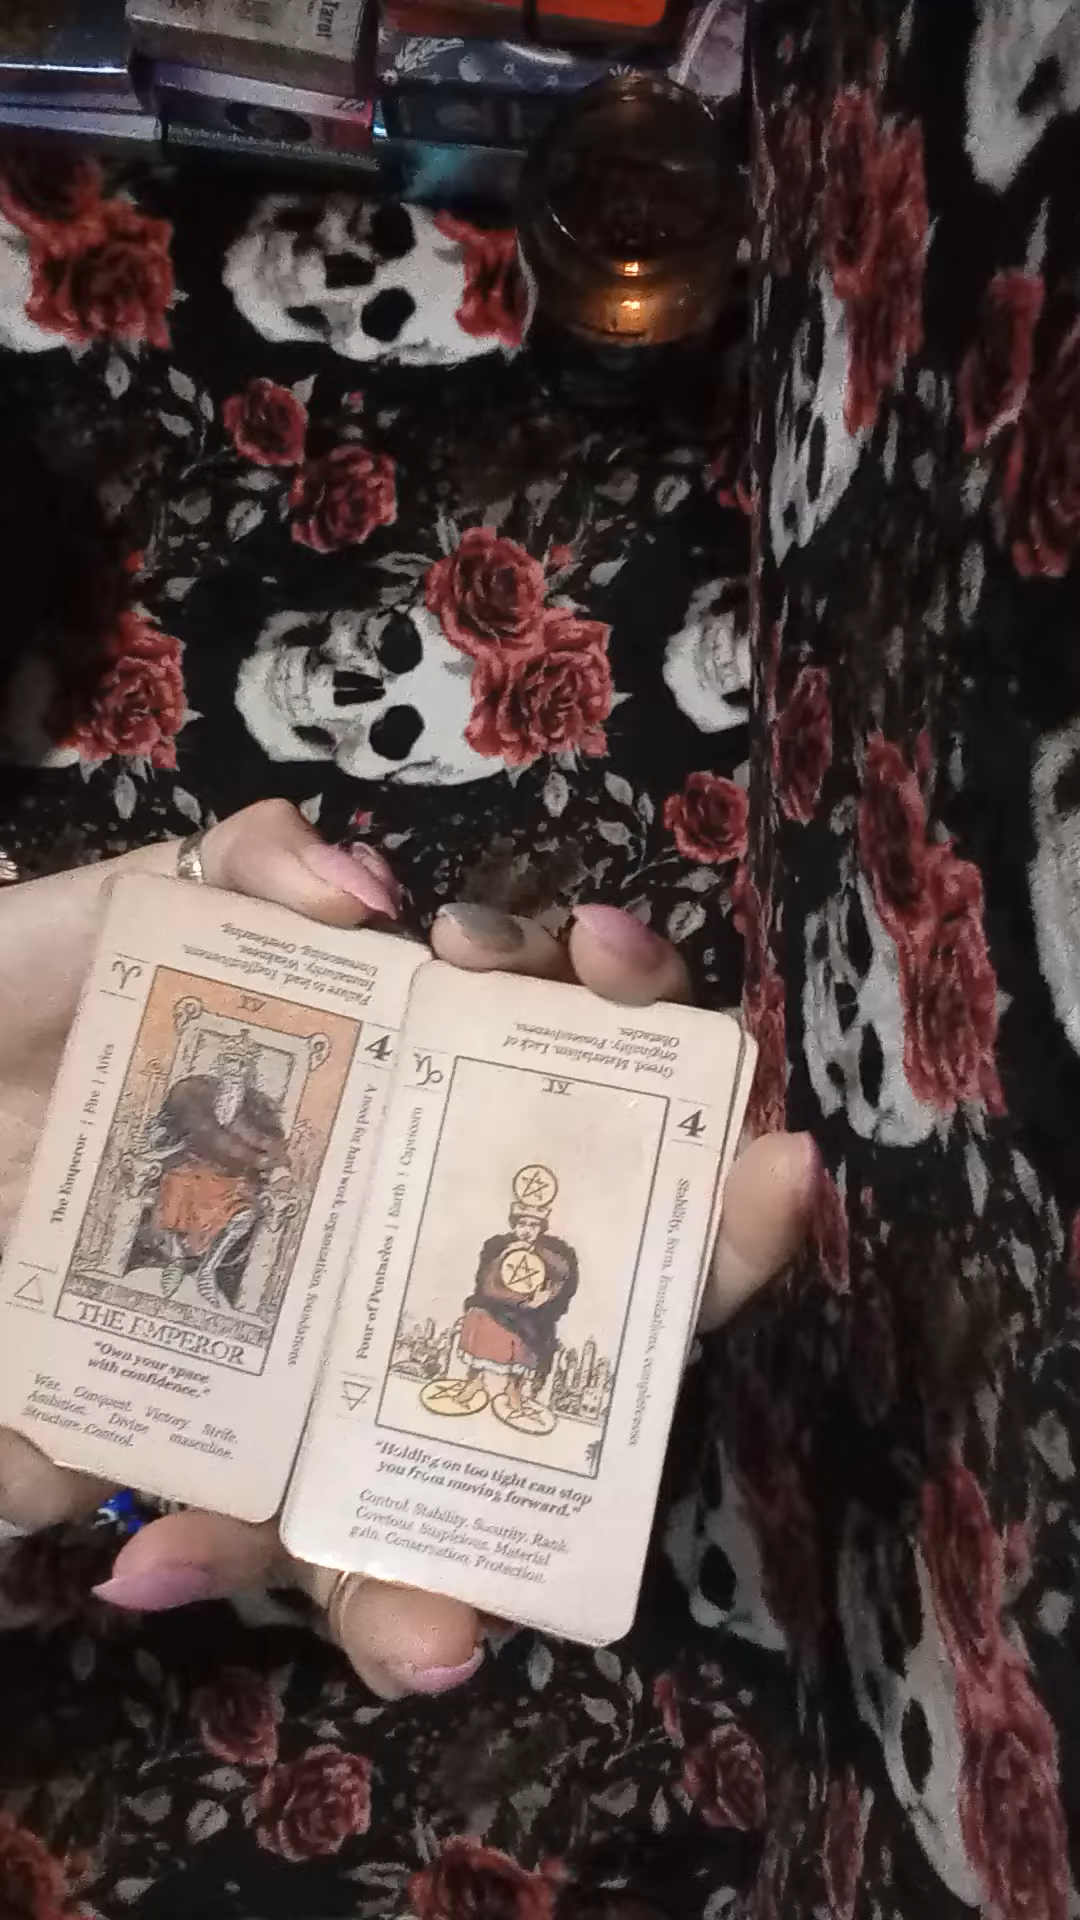 Tarot
Failure to lead. Ineffectiveness.
Immaturity. Weakness.
Unreasoning. Overbearing.
IV
4
The Emperor | Fire | Aries
A need for hard work, organization, foundations
THE EMPEROR
"Own your space
with confidence."
War. Conquest. Victory. Strife.
Ambition. Divine masculine.
Structure. Control.
Greed. Materialism. Lack of
originality. Possessiveness.
Obstacles.
IV
4
Four of Pentacles | Earth | Capricorn
Stability, form, foundations, completeness
"Holding on too tight can stop
you from moving forward."
Control. Stability. Security. Rank.
Covetous. Suspicious. Material
gain. Conservation. Protection.